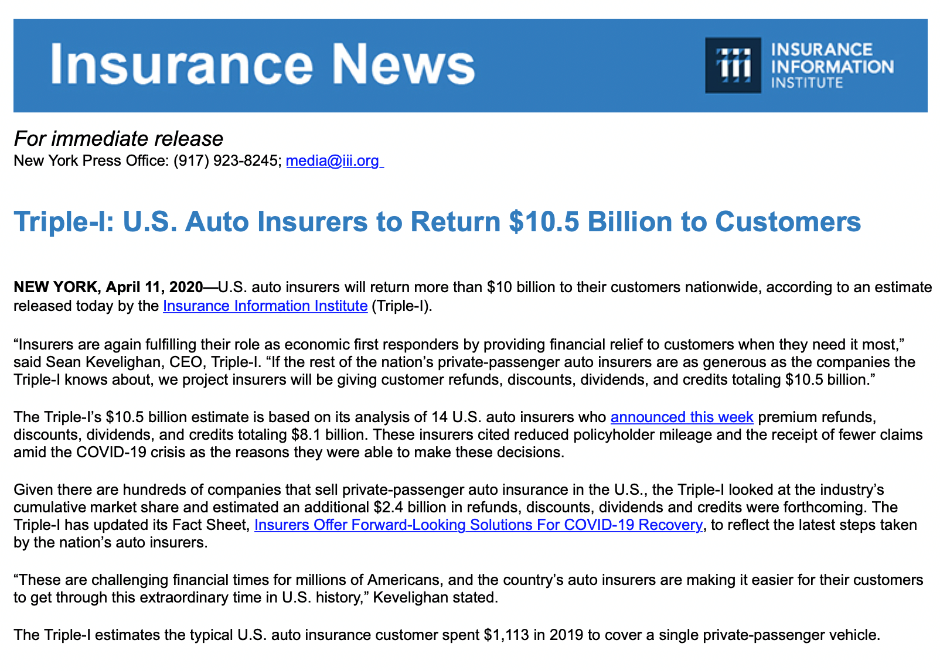 Insurance News
INSURANCE
INFORMATION
INSTITUTE
For immediate release
New York Press Office: (917) 923-8245; media@iii.org
Triple-I: U.S. Auto Insurers to Return $10.5 Billion to Customers
NEW YORK, April 11, 2020—U.S. auto insurers will return more than $10 billion to their customers nationwide, according to an estimate
released today by the Insurance Information Institute (Triple-I).
“Insurers are again fulfilling their role as economic first responders by providing financial relief to customers when they need it most,”
said Sean Kevelighan, CEO, Triple-I. “If the rest of the nation’s private-passenger auto insurers are as generous as the companies the
Triple-I knows about, we project insurers will be giving customer refunds, discounts, dividends, and credits totaling $10.5 billion.”
The Triple-I’s $10.5 billion estimate is based on its analysis of 14 U.S. auto insurers who announced this week premium refunds,
discounts, dividends, and credits totaling $8.1 billion. These insurers cited reduced policyholder mileage and the receipt of fewer claims
amid the COVID-19 crisis as the reasons they were able to make these decisions.
Given there are hundreds of companies that sell private-passenger auto insurance in the U.S., the Triple-I looked at the industry’s
cumulative market share and estimated an additional $2.4 billion in refunds, discounts, dividends and credits were forthcoming. The
Triple-I has updated its Fact Sheet, Insurers Offer Forward-Looking Solutions For COVID-19 Recovery, to reflect the latest steps taken
by the nation’s auto insurers.
“These are challenging financial times for millions of Americans, and the country’s auto insurers are making it easier for their customers
to get through this extraordinary time in U.S. history,” Kevelighan stated.
The Triple-I estimates the typical U.S. auto insurance customer spent $1,113 in 2019 to cover a single private-passenger vehicle.